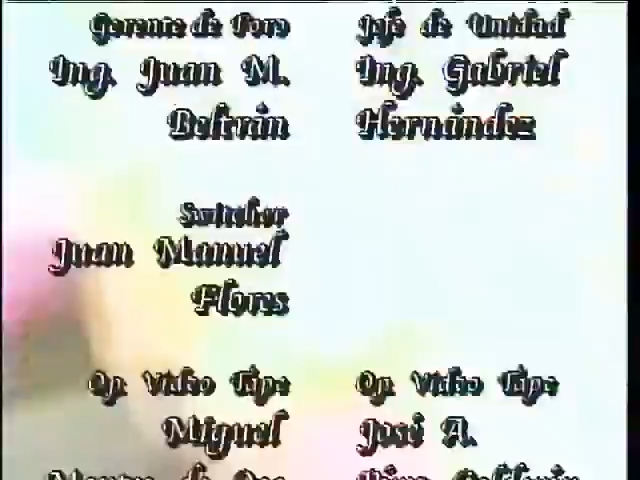 Gerente de Foro
Ing. Juan M.
Beltrán
Jefe de Unidad
Ing. Gabriel
Hernández
Switcher
Juan Manuel
Flores
Op. Video Tape
Miguel
Op. Video Tape
José A.